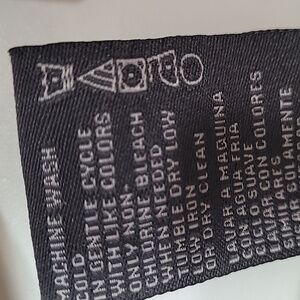 MACHINE WASH
COLD
IN GENTLE CYCLE
WITH LIKE COLORS
ONLY NON-
CHLORINE BLEACH
WHEN NEEDED
TUMBLE DRY LOW
LOW IRON
OR DRY CLEAN
LAVAR A MAQUINA
CON AGUA FRIA
CICLO SUAVE
LAVAR CON COLORES
SOLAMENTE